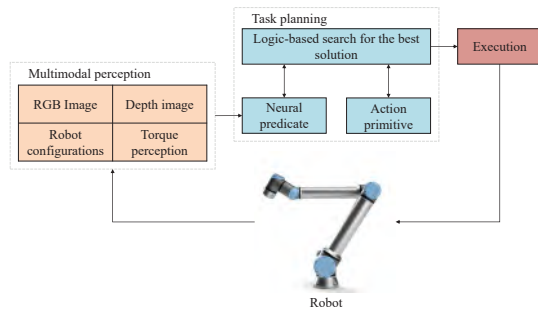 Task planning
Logic-based search for the best
solution
Execution
Multimodal perception
RGB Image
Depth image
Robot
configurations
Torque
perception
Neural
predicate
Action
primitive
Robot